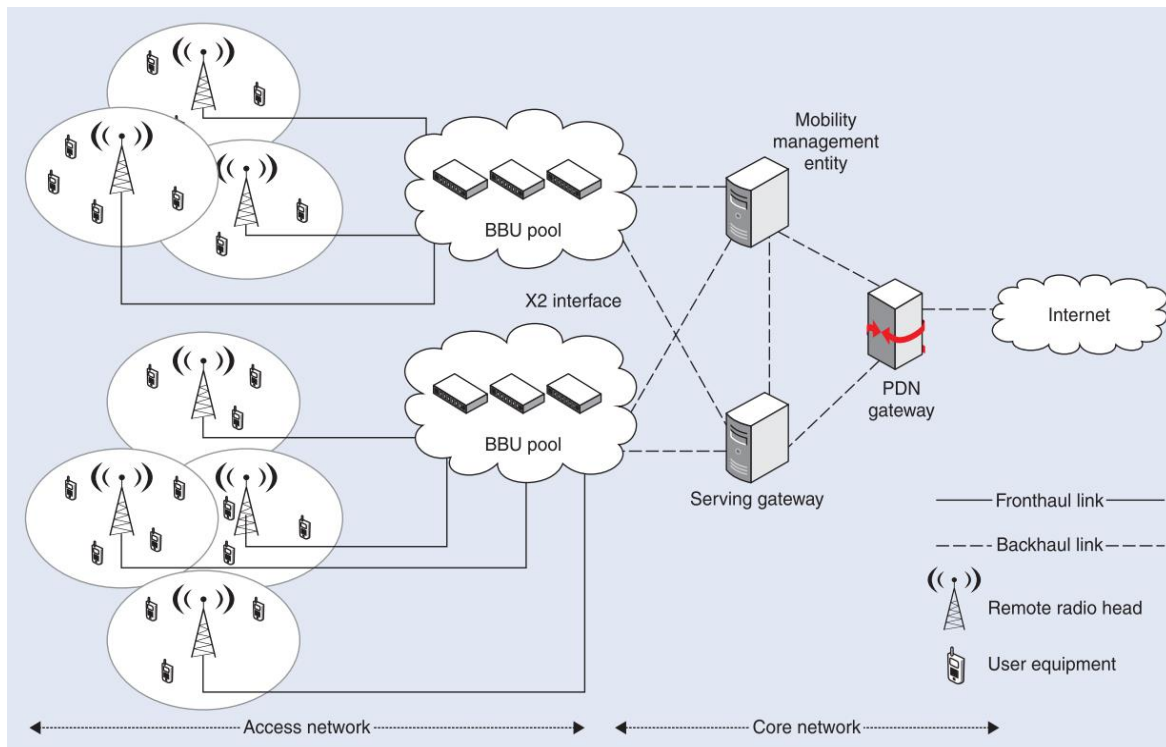 Mobility
management
entity
BBU pool
X2 interface
Internet
PDN
gateway
BBU pool
Serving gateway
Fronthaul link
Backhaul link
Remote radio head
User equipment
Access network
Core network